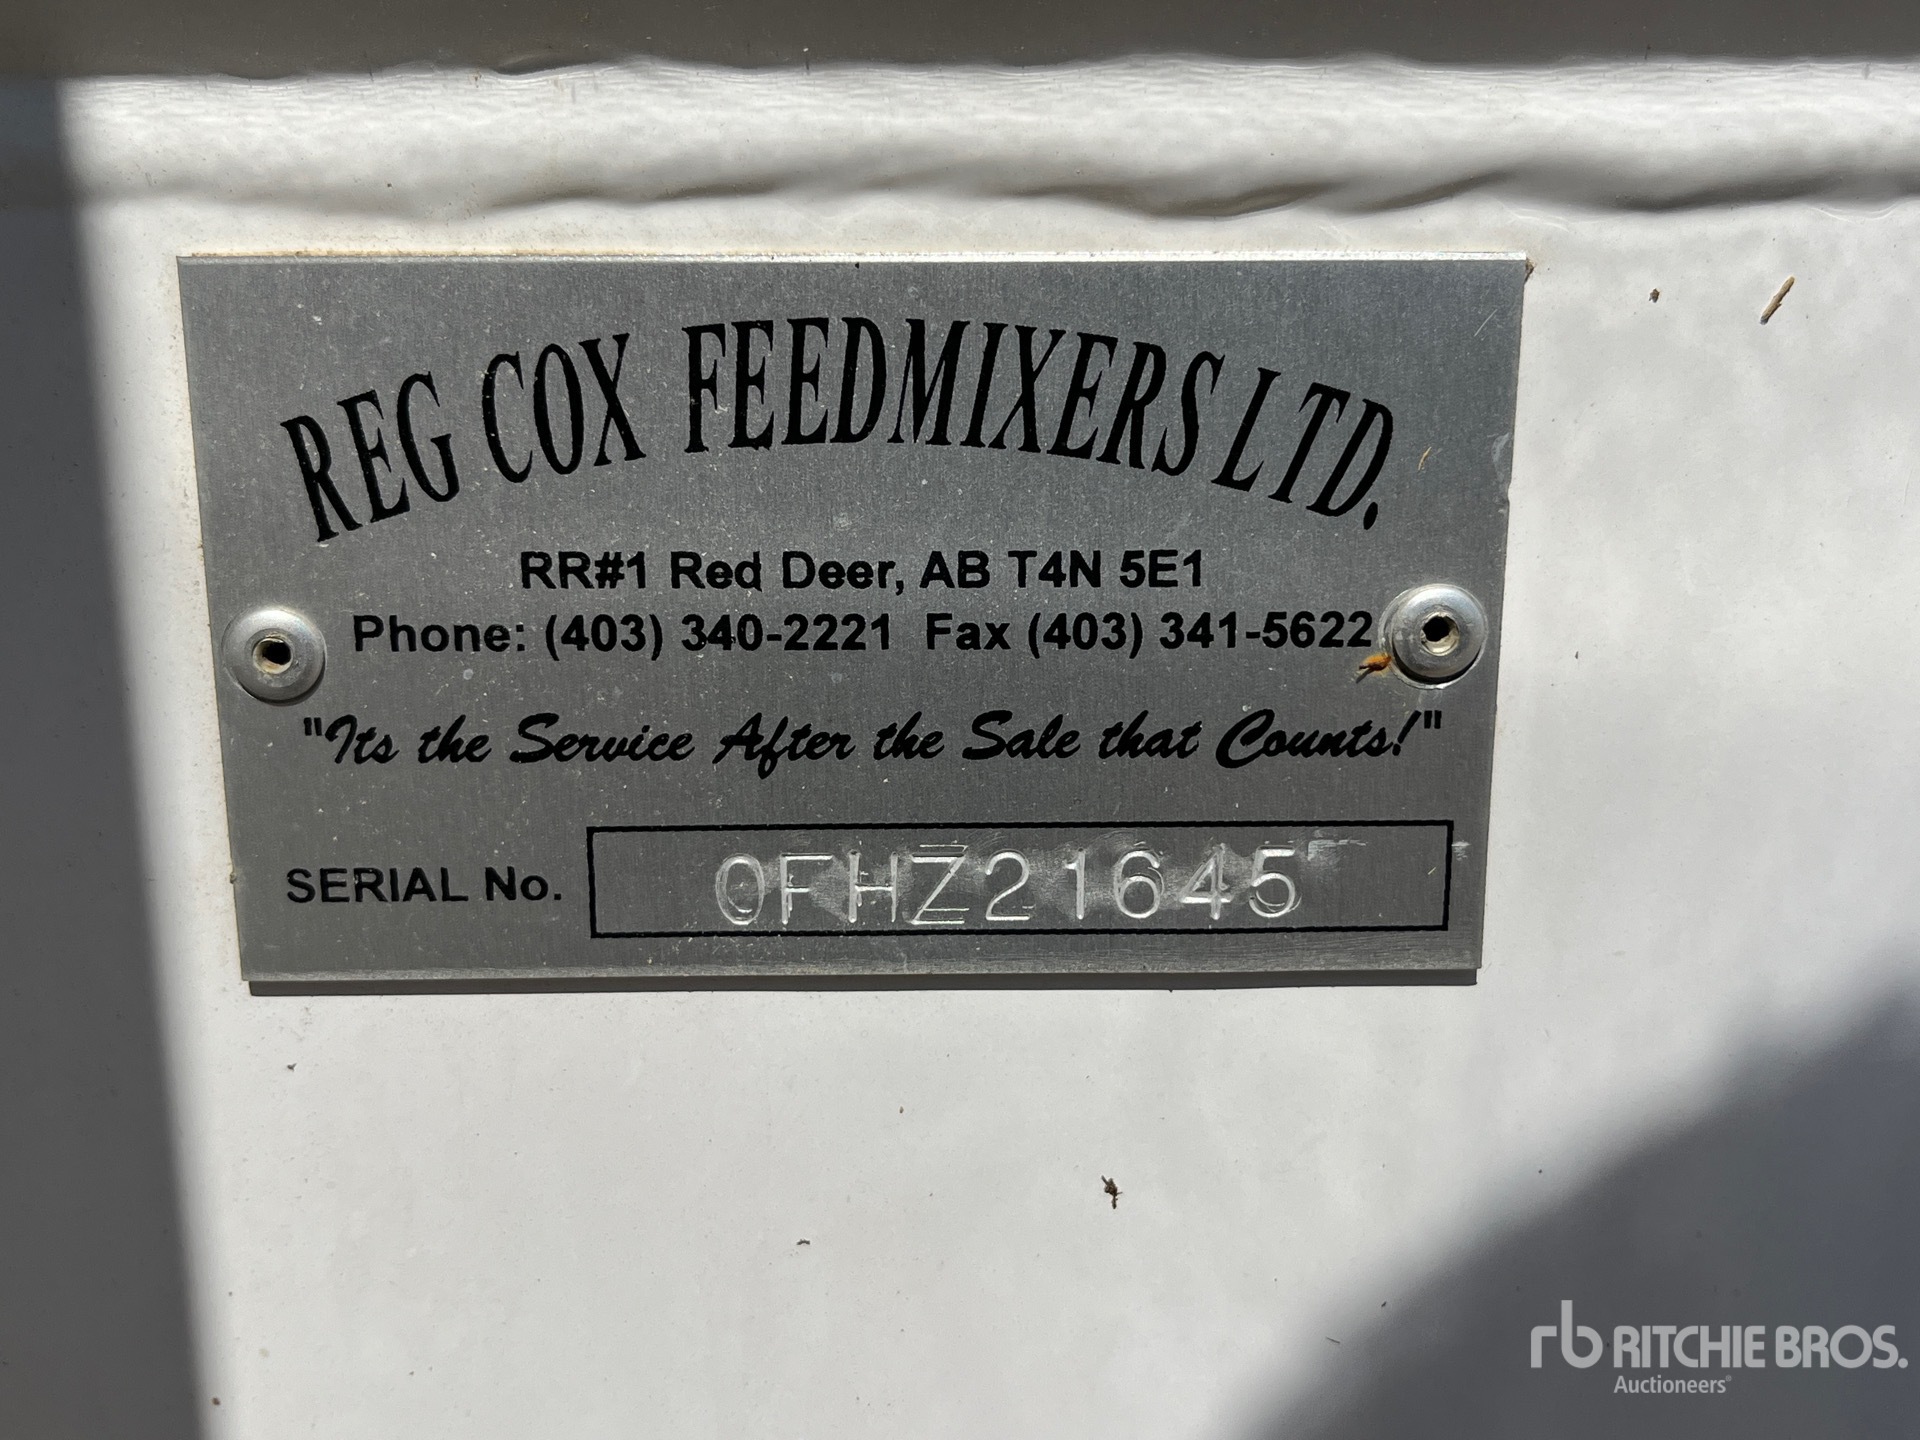 REG COX FEEDMIXERS LTD.
RR#1 Red Deer, AB T4N 5E1
Phone: (403) 340-2221 Fax (403) 341-5622
"Its the Service After the Sale that Counts!"
SERIAL No. 0FHZ21645
rb RITCHIE BROS.
Auctioneers®